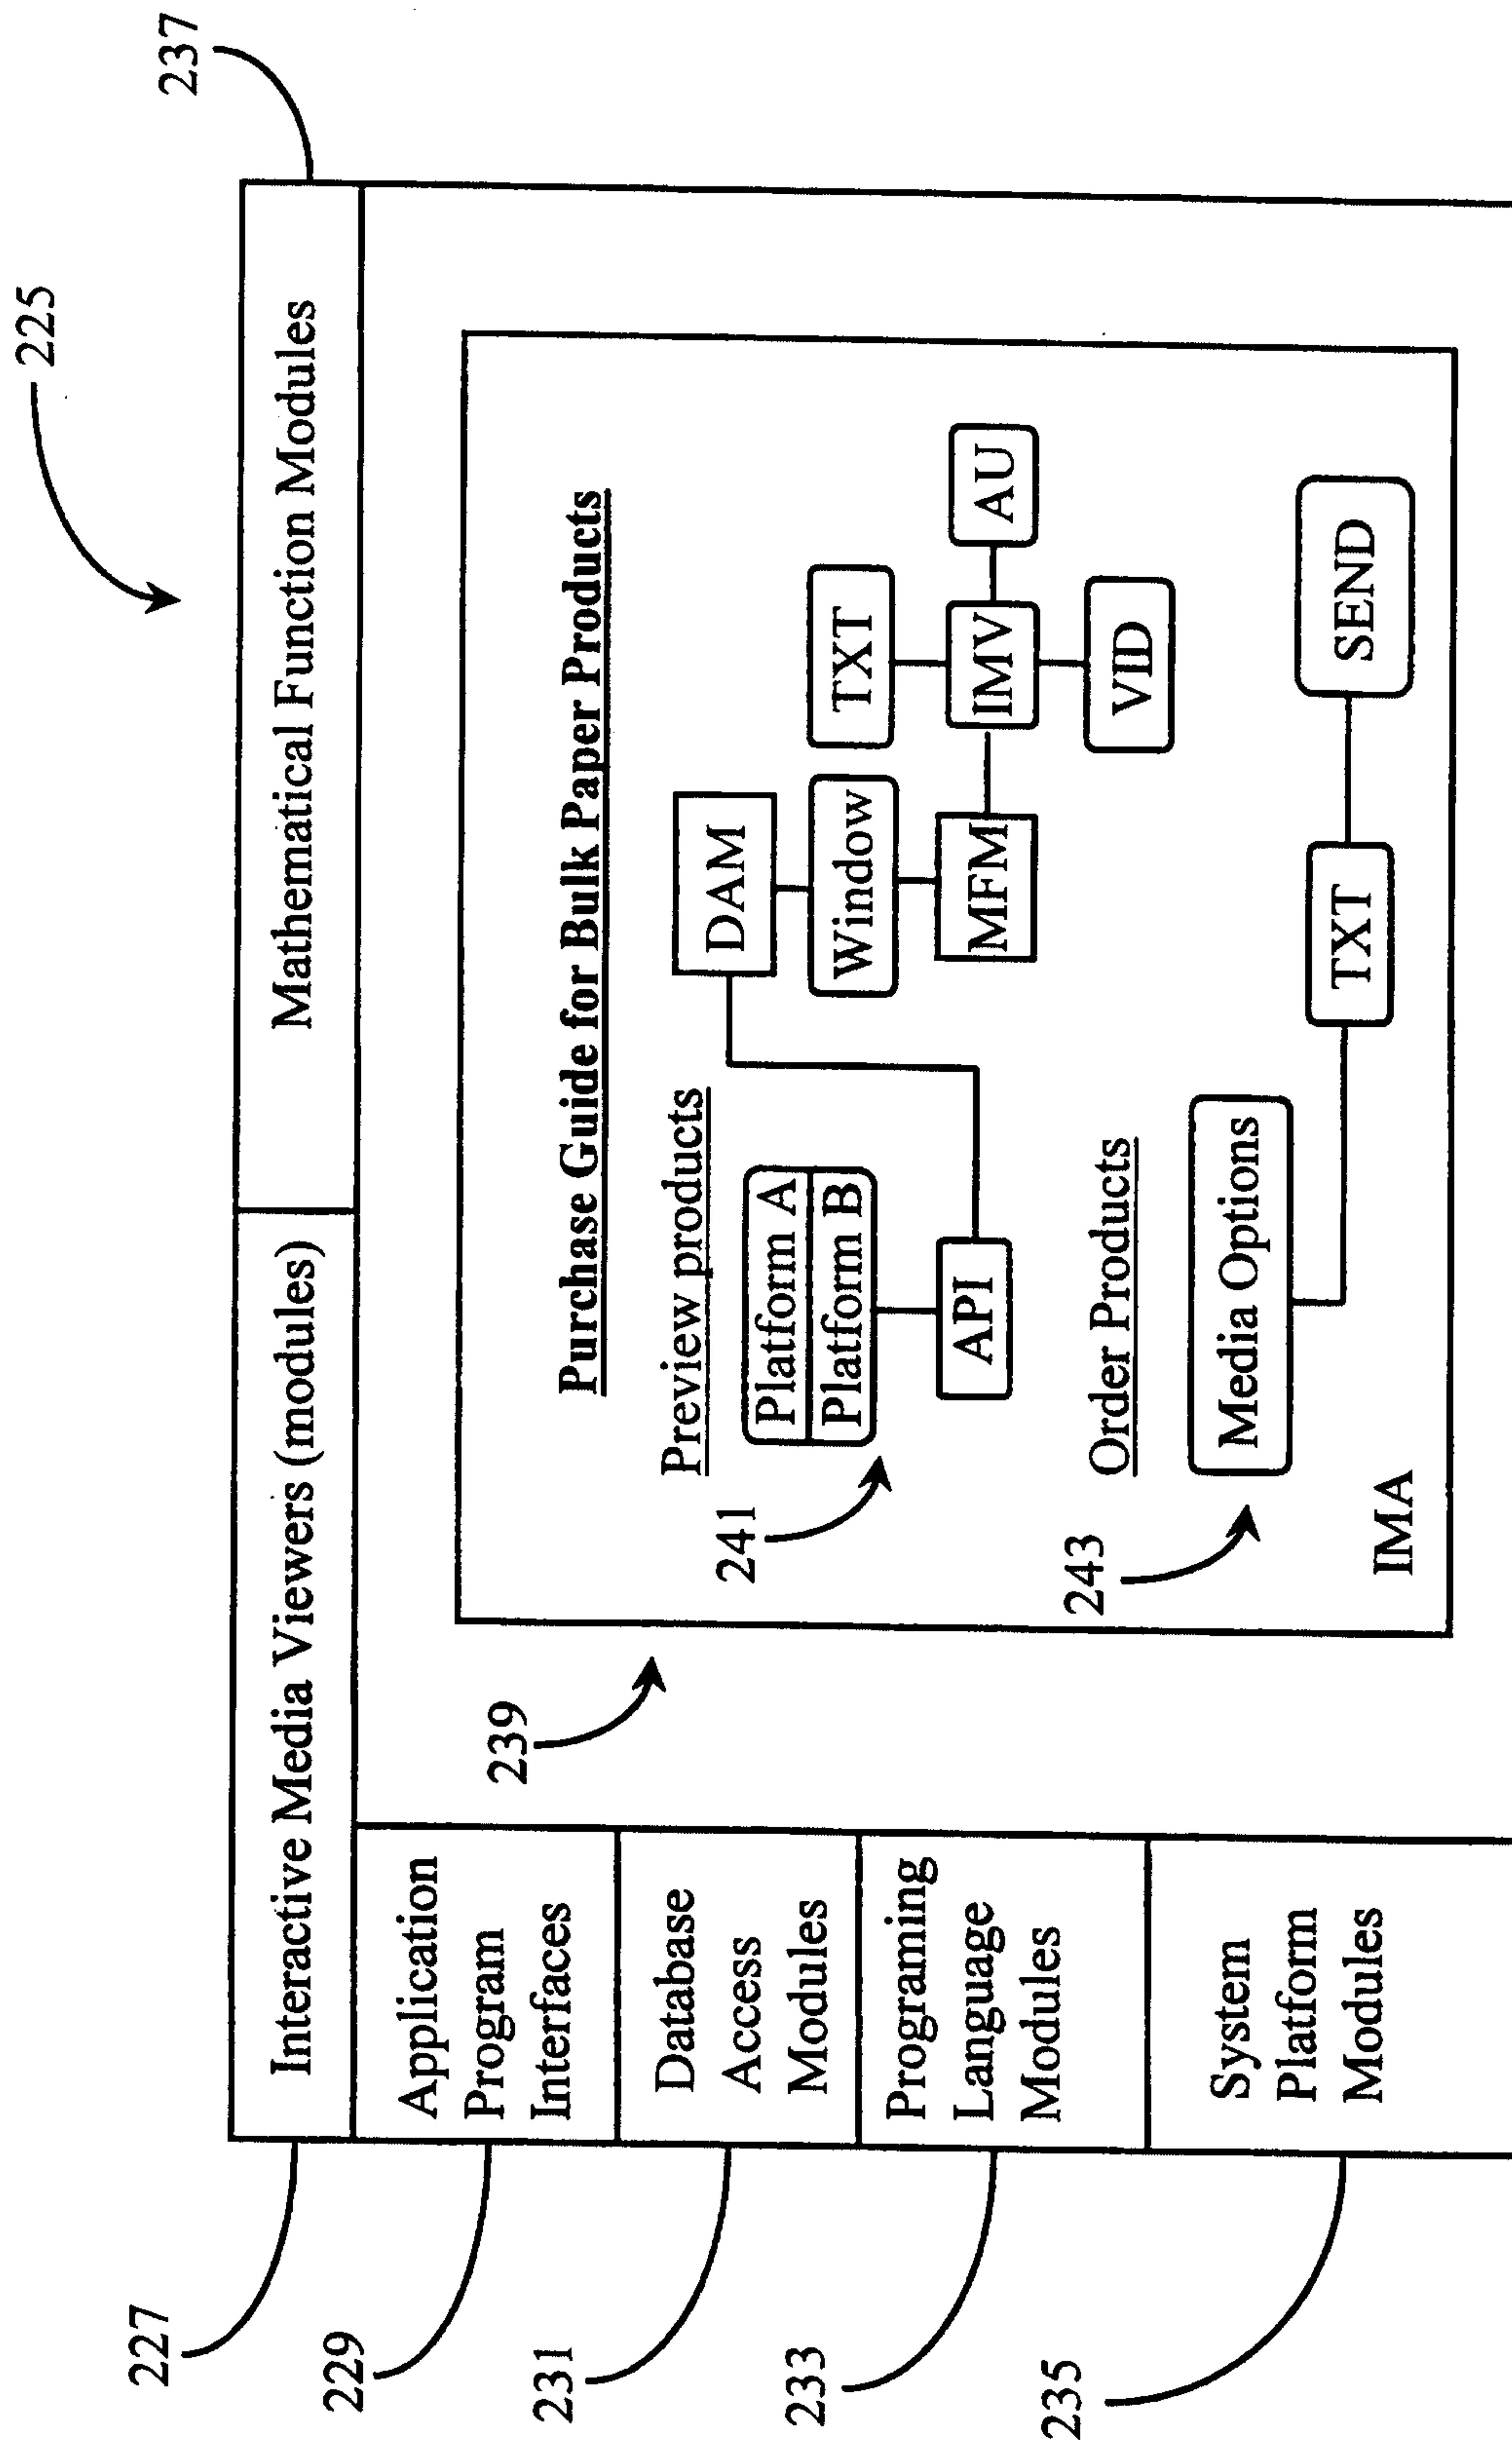 225
237
227
Interactive Media Viewers (modules)
Mathematical Function Modules
229
Application
Program
Interfaces
231
Database
Access
Modules
233
Programing
Language
Modules
235
System
Platform
Modules
239
Purchase Guide for Bulk Paper Products
Preview products
241
Platform A
Platform B
API
DAM
Window
MFM
TXT
IMV
AU
VID
Order Products
243
Media Options
TXT
SEND
IMA